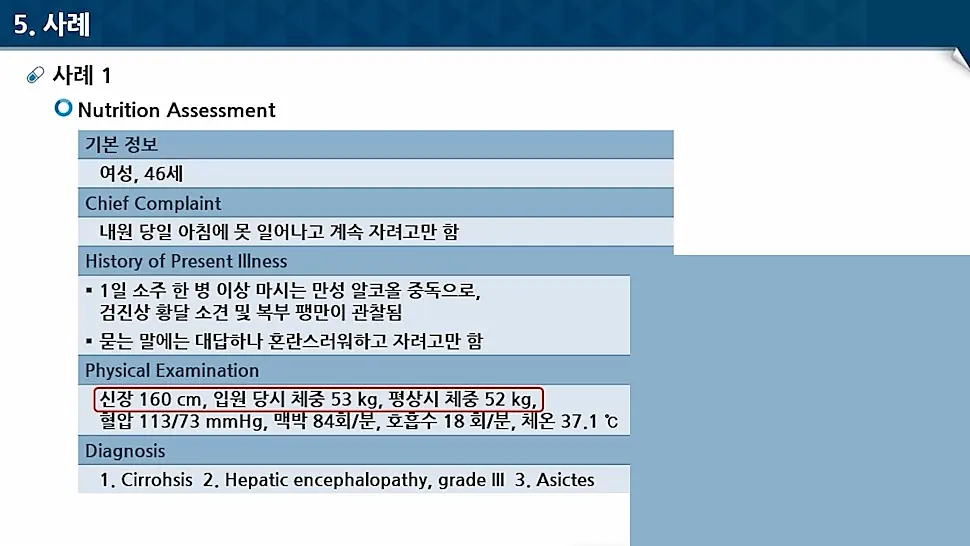 5. 사례
사례 1
Nutrition Assessment
기본 정보
여성, 46세
Chief Complaint
내원 당일 아침에 못 일어나고 계속 자려고만 함
History of Present Illness
▪ 1일 소주 한 병 이상 마시는 만성 알코올 중독으로,
검진상 황달 소견 및 복부 팽만이 관찰됨
▪ 묻는 말에는 대답하나 혼란스러워하고 자려고만 함
Physical Examination
신장 160 cm, 입원 당시 체중 53 kg, 평상시 체중 52 kg,
혈압 113/73 mmHg, 맥박 84회/분, 호흡수 18 회/분, 체온 37.1 ℃
Diagnosis
1. Cirrohsis 2. Hepatic encephalopathy, grade Ⅲ 3. Asictes